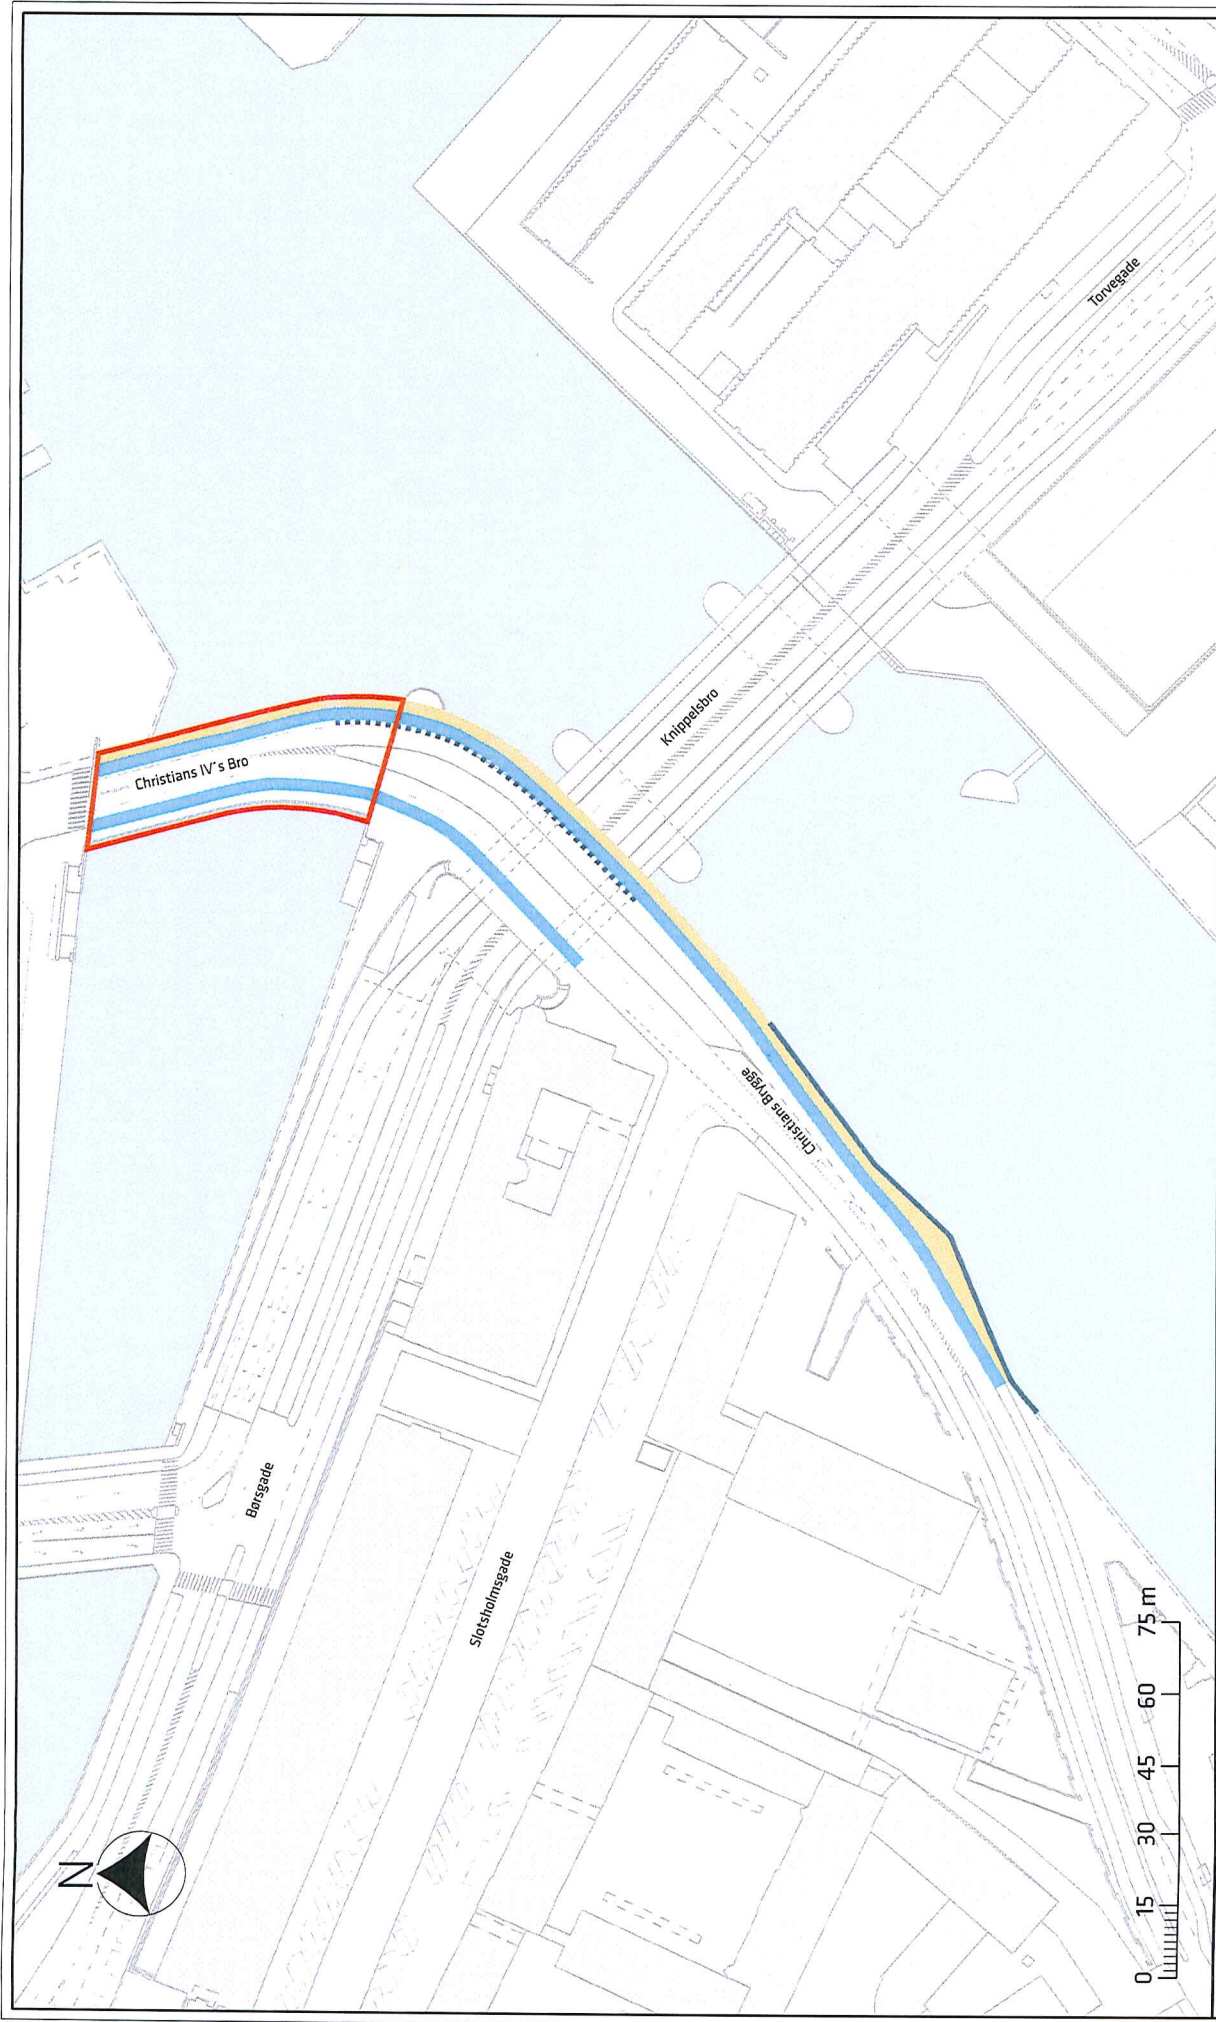 Christians IV´s Bro
Torvegade
Knippelsbro
Christians Brygge
Børsgade
Slotsholmsgade
N
0 15 30 45 60 75 m